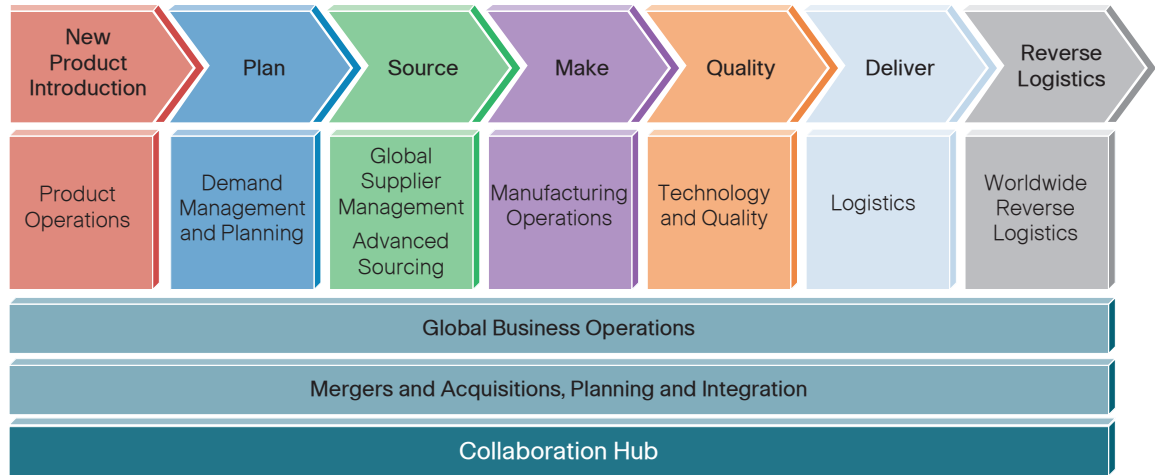 New
Product
Introduction
Plan
Source
Make
Quality
Deliver
Reverse
Logistics
Product
Operations
Demand
Management
and Planning
Global
Supplier
Management
Advanced
Sourcing
Manufacturing
Operations
Technology
and Quality
Logistics
Worldwide
Reverse
Logistics
Global Business Operations
Mergers and Acquisitions, Planning and Integration
Collaboration Hub